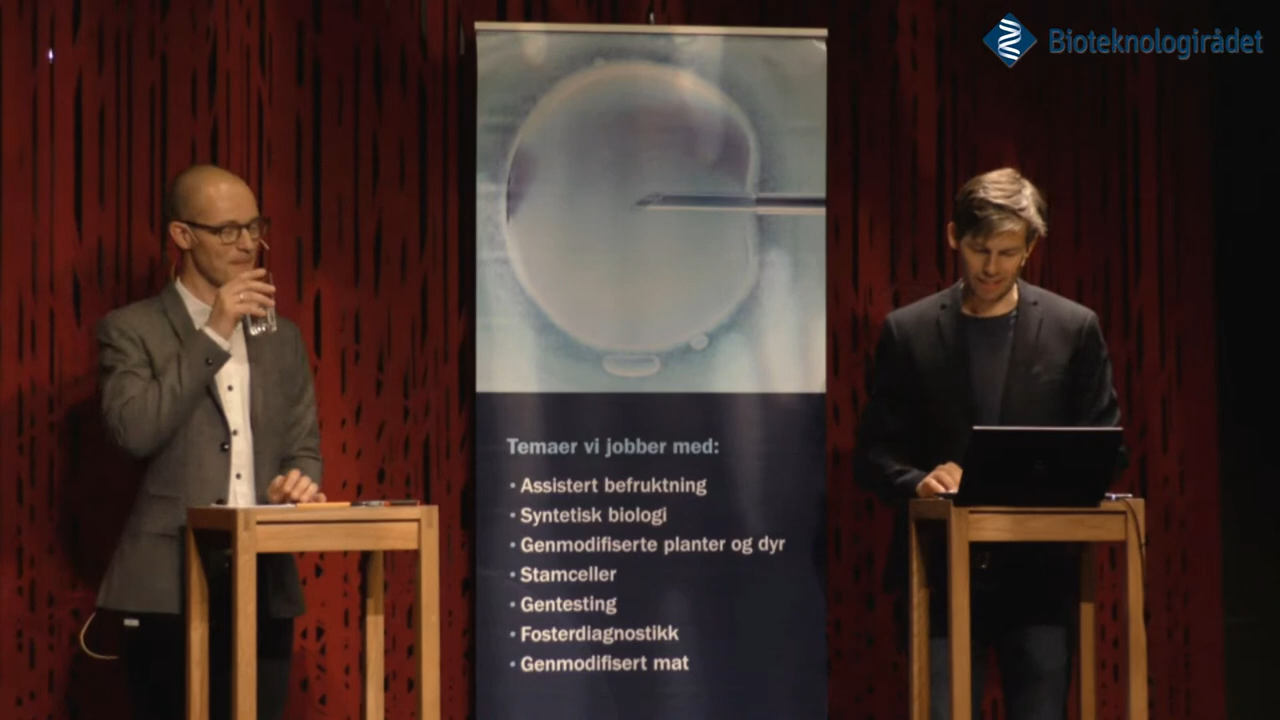 Bioteknologirådet
Temaer vi jobber med:
• Assistert befruktning
• Syntetisk biologi
• Genmodifiserte planter og dyr
• Stamceller
• Gentesting
• Fosterdiagnostikk
• Genmodifisert mat